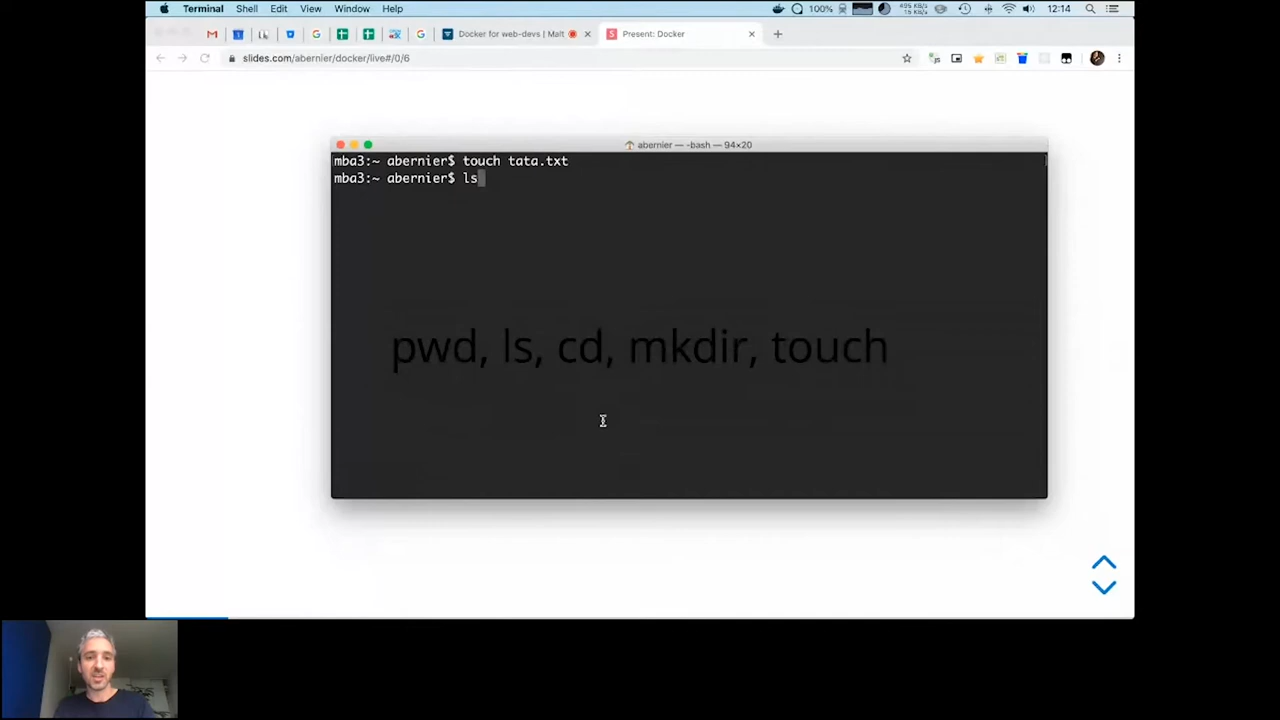 Terminal Shell Edit View Window Help 100% 12:14
Docker for web-devs | Malt Present: Docker
slides.com/abernier/docker/live#/0/6
abernier — -bash — 94×20
mba3:~ abernier$ touch tata.txt
mba3:~ abernier$ ls
pwd, ls, cd, mkdir, touch